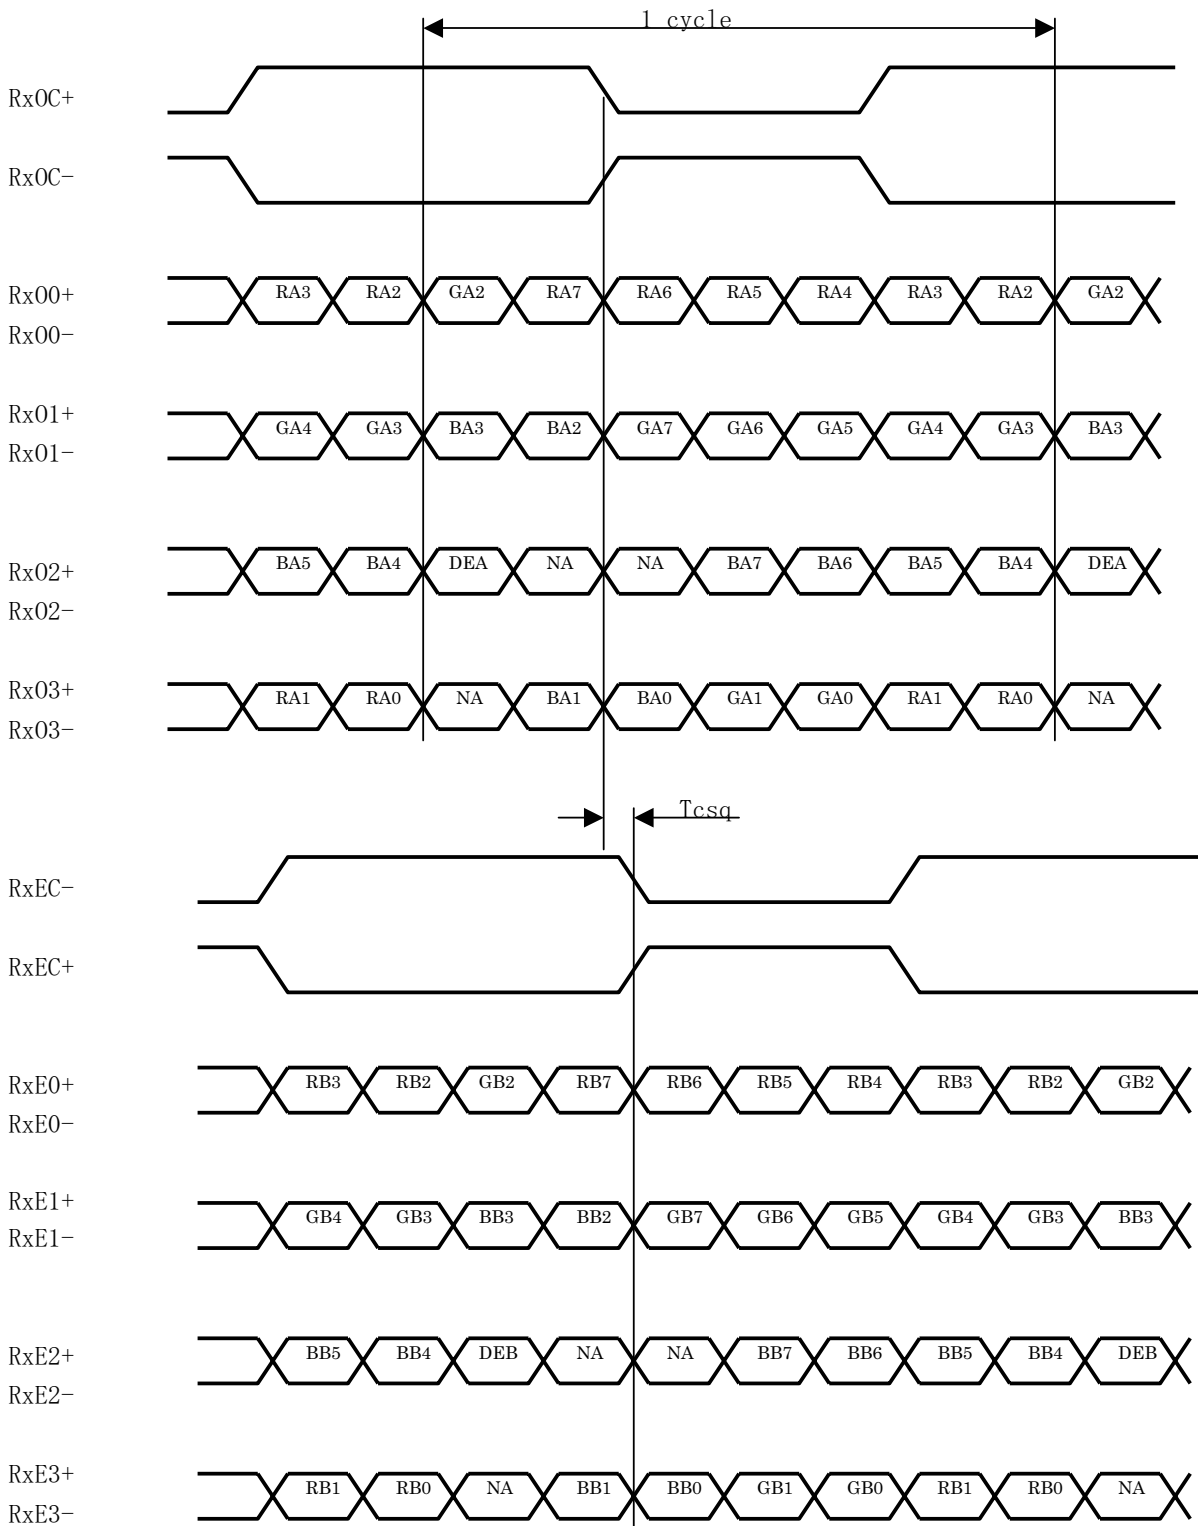 1 cycle
RxOC+
RxOC-
RxO0+ RA3 RA2 GA2 RA7 RA6 RA5 RA4 RA3 RA2 GA2
RxO0-
RxO1+ GA4 GA3 BA3 BA2 GA7 GA6 GA5 GA4 GA3 BA3
RxO1-
RxO2+ BA5 BA4 DEA NA NA BA7 BA6 BA5 BA4 DEA
RxO2-
RxO3+ RA1 RA0 NA BA1 BA0 GA1 GA0 RA1 RA0 NA
RxO3-
Tcsq
RxEC-
RxEC+
RxE0+ RB3 RB2 GB2 RB7 RB6 RB5 RB4 RB3 RB2 GB2
RxE0-
RxE1+ GB4 GB3 BB3 BB2 GB7 GB6 GB5 GB4 GB3 BB3
RxE1-
RxE2+ BB5 BB4 DEB NA NA BB7 BB6 BB5 BB4 DEB
RxE2-
RxE3+ RB1 RB0 NA BB1 BB0 GB1 GB0 RB1 RB0 NA
RxE3-